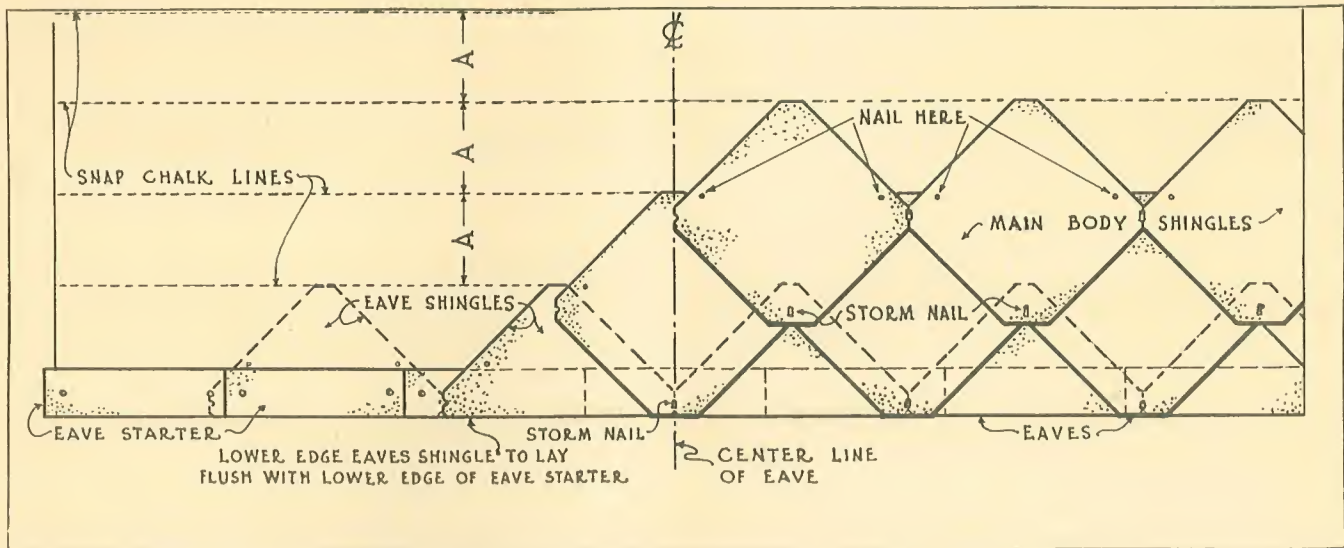 A
℄
A
NAIL HERE
SNAP CHALK LINES
A
MAIN BODY SHINGLES
EAVE SHINGLES
STORM NAIL
EAVE STARTER
STORM NAIL
EAVES
LOWER EDGE EAVES SHINGLE TO LAY
FLUSH WITH LOWER EDGE OF EAVE STARTER
CENTER LINE
OF EAVE